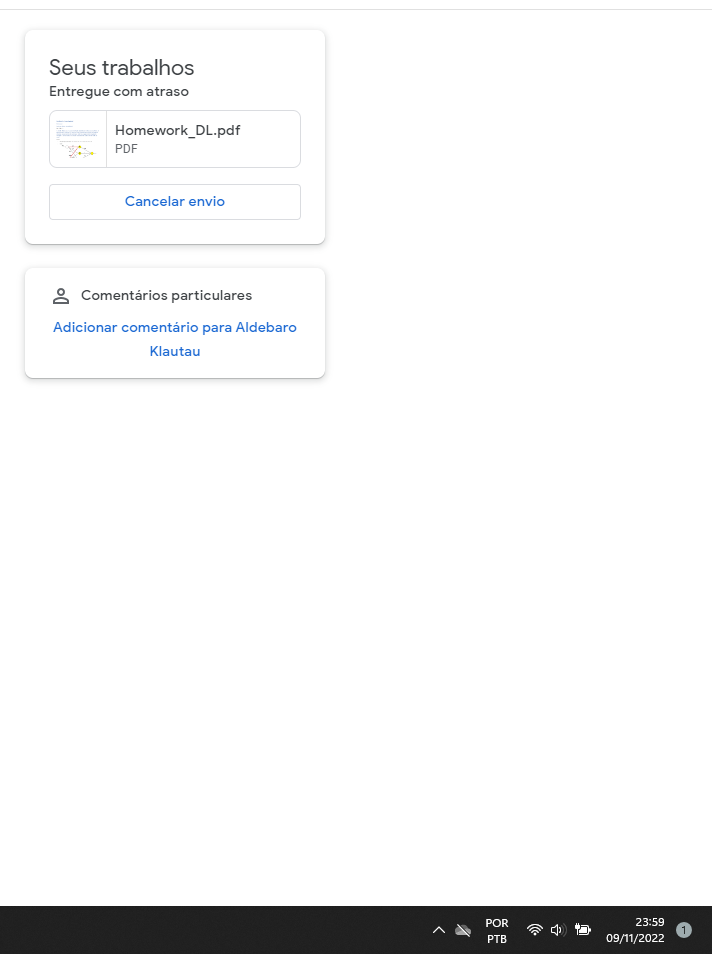 Seus trabalhos
Entregue com atraso
Homework_DL.pdf
PDF
Cancelar envio
Comentários particulares
Adicionar comentário para Aldebaro
Klautau
POR
PTB
23:59
09/11/2022
1